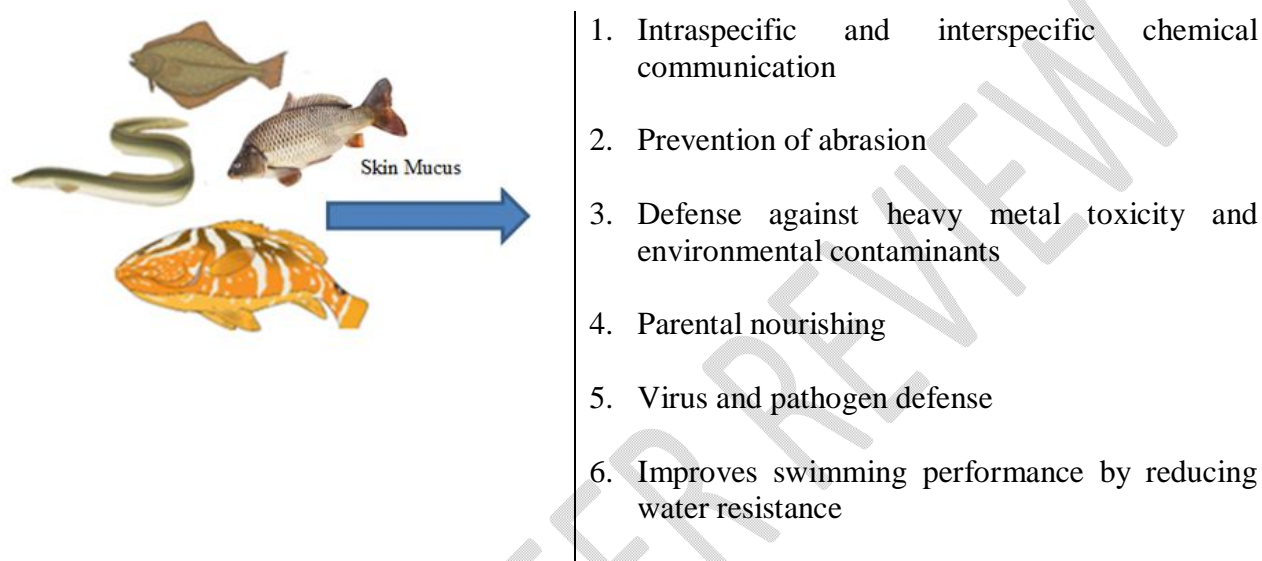 Skin Mucus
1. Intraspecific and interspecific chemical
communication
2. Prevention of abrasion
3. Defense against heavy metal toxicity and
environmental contaminants
4. Parental nourishing
5. Virus and pathogen defense
6. Improves swimming performance by reducing
water resistance
ER REVIEW